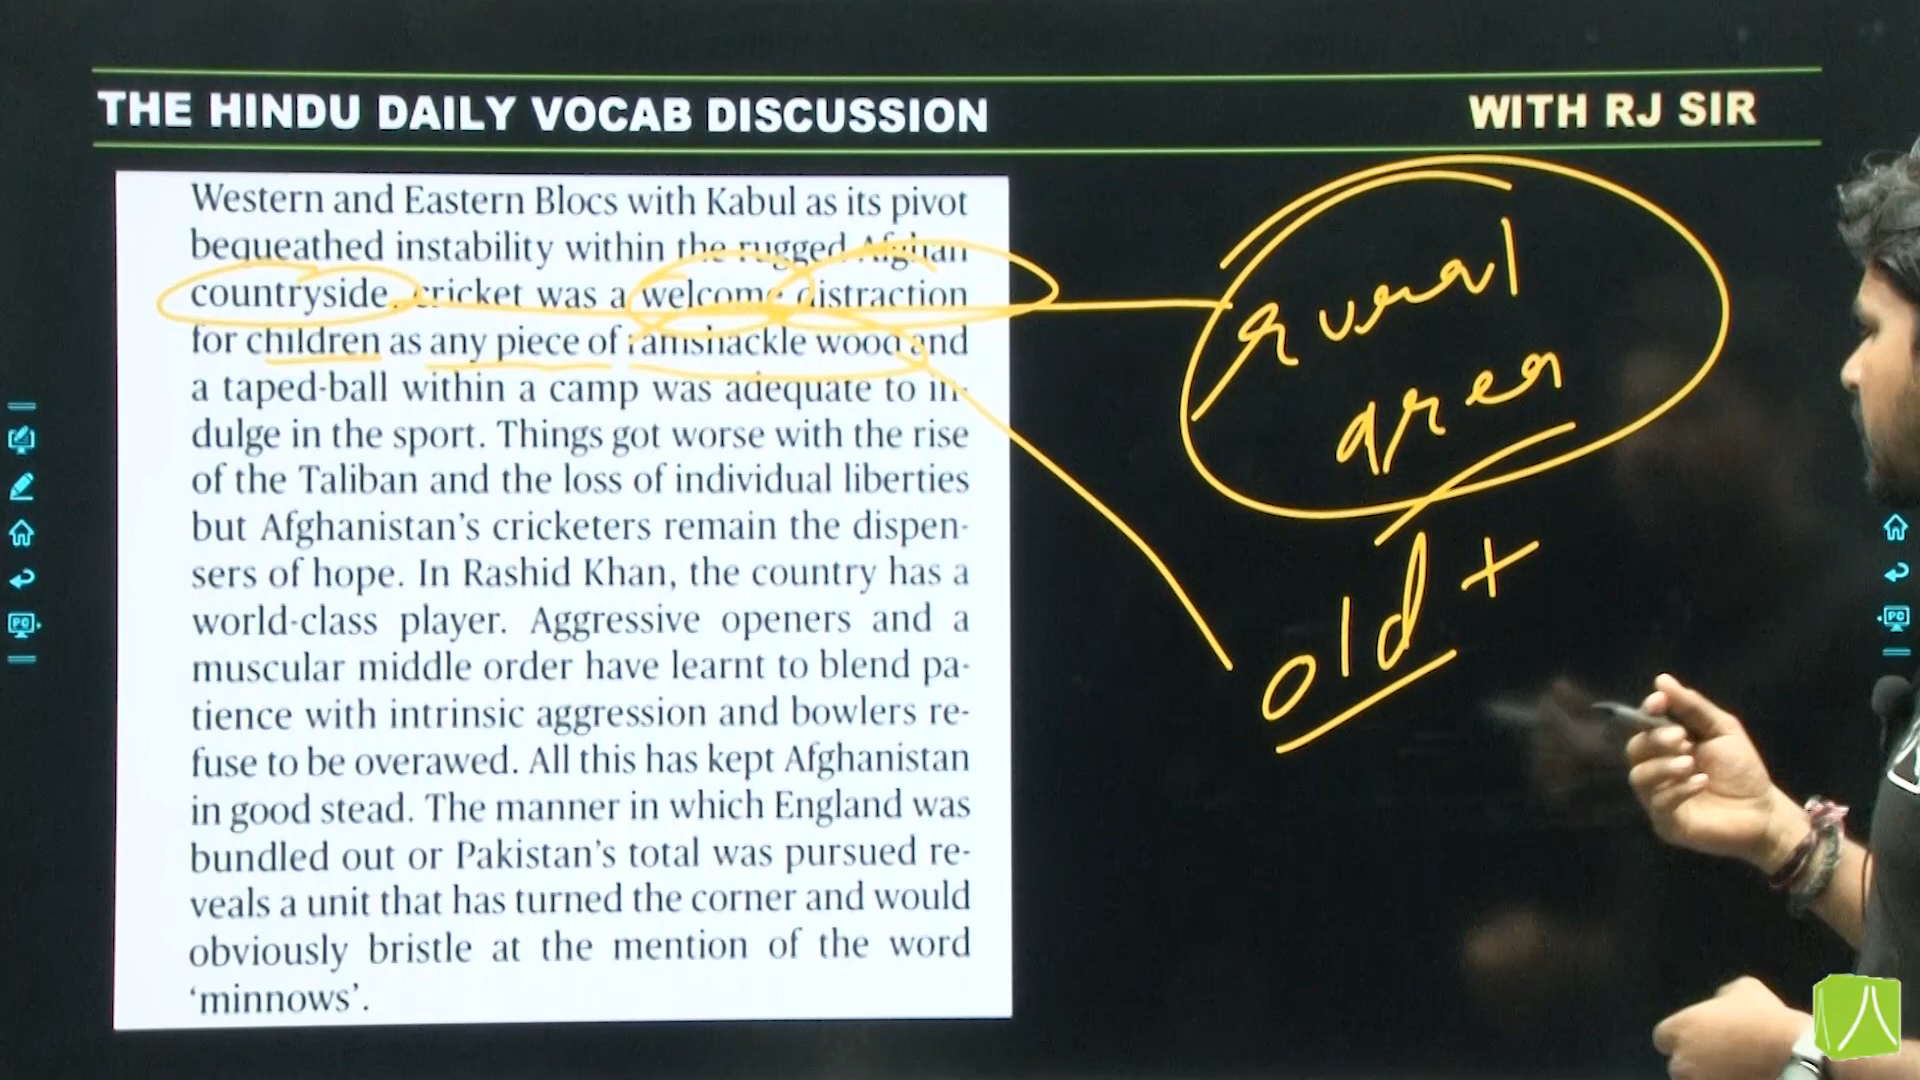 THE HINDU DAILY VOCAB DISCUSSION
WITH RJ SIR
Western and Eastern Blocs with Kabul as its pivot
bequeathed instability within the rugged Afghan
countryside, cricket was a welcome distraction
for children as any piece of ramshackle wood and
a taped-ball within a camp was adequate to in-
dulge in the sport. Things got worse with the rise
of the Taliban and the loss of individual liberties
but Afghanistan's cricketers remain the dispen-
sers of hope. In Rashid Khan, the country has a
world-class player. Aggressive openers and a
muscular middle order have learnt to blend pa-
tience with intrinsic aggression and bowlers re-
fuse to be overawed. All this has kept Afghanistan
in good stead. The manner in which England was
bundled out or Pakistan's total was pursued re-
veals a unit that has turned the corner and would
obviously bristle at the mention of the word
‘minnows’.
rural
area
old +
PC
PC